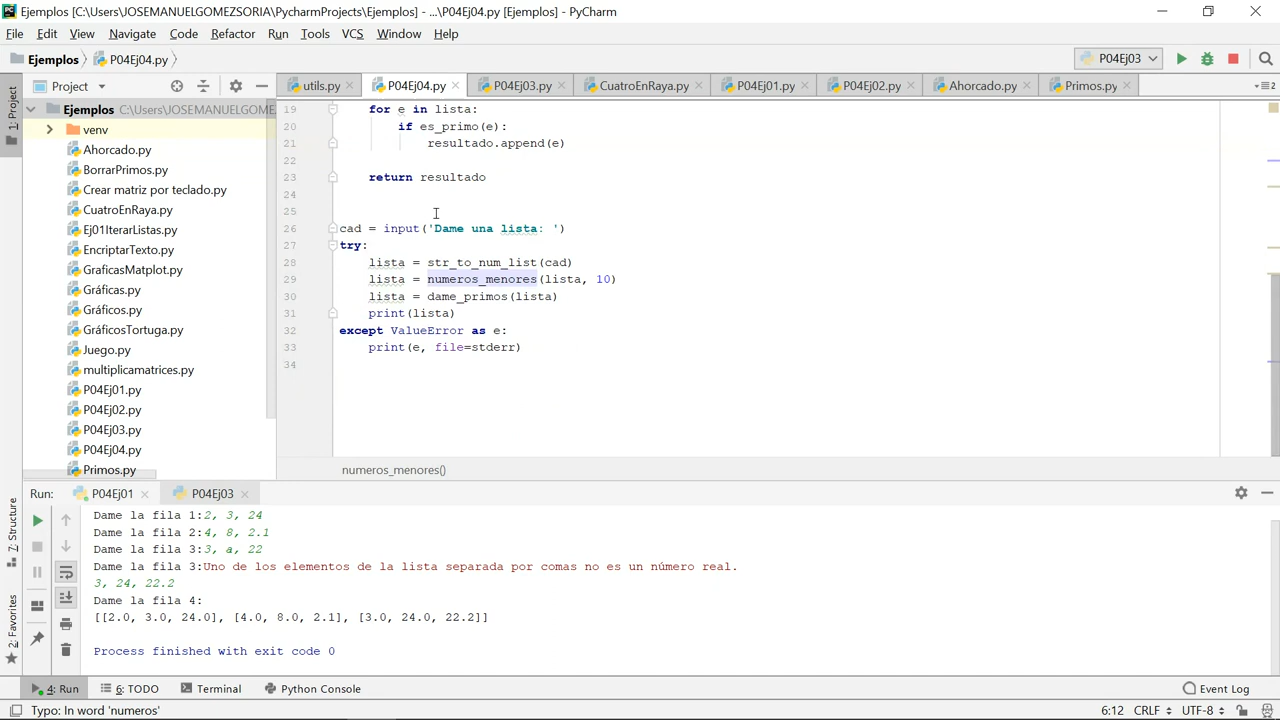 Ejemplos [C:\Users\JOSEMANUELGOMEZSORIA\PycharmProjects\Ejemplos] - ...\P04Ej04.py [Ejemplos] - PyCharm
File Edit View Navigate Code Refactor Run Tools VCS Window Help
Ejemplos P04Ej04.py P04Ej03
Project utils.py P04Ej04.py P04Ej03.py CuatroEnRaya.py P04Ej01.py P04Ej02.py Ahorcado.py Primos.py
1: Project
Ejemplos C:\Users\JOSEMANUELGOMEZ
venv
Ahorcado.py
BorrarPrimos.py
Crear matriz por teclado.py
CuatroEnRaya.py
Ej01IterarListas.py
EncriptarTexto.py
GraficasMatplot.py
Gráficas.py
Gráficos.py
GráficosTortuga.py
Juego.py
multiplicamatrices.py
P04Ej01.py
P04Ej02.py
P04Ej03.py
P04Ej04.py
Primos.py
19 for e in lista:
20 if es_primo(e):
21 resultado.append(e)
22
23 return resultado
24
25
26 cad = input('Dame una lista: ')
27 try:
28 lista = str_to_num_list(cad)
29 lista = numeros_menores(lista, 10)
30 lista = dame_primos(lista)
31 print(lista)
32 except ValueError as e:
33 print(e, file=stderr)
34
numeros_menores()
Run: P04Ej01 P04Ej03
Dame la fila 1:2, 3, 24
Dame la fila 2:4, 8, 2.1
Dame la fila 3:3, a, 22
Dame la fila 3:Uno de los elementos de la lista separada por comas no es un número real.
3, 24, 22.2
Dame la fila 4:
[[2.0, 3.0, 24.0], [4.0, 8.0, 2.1], [3.0, 24.0, 22.2]]
Process finished with exit code 0
7: Structure
2: Favorites
4: Run 6: TODO Terminal Python Console Event Log
Typo: In word 'numeros' 6:12 CRLF UTF-8